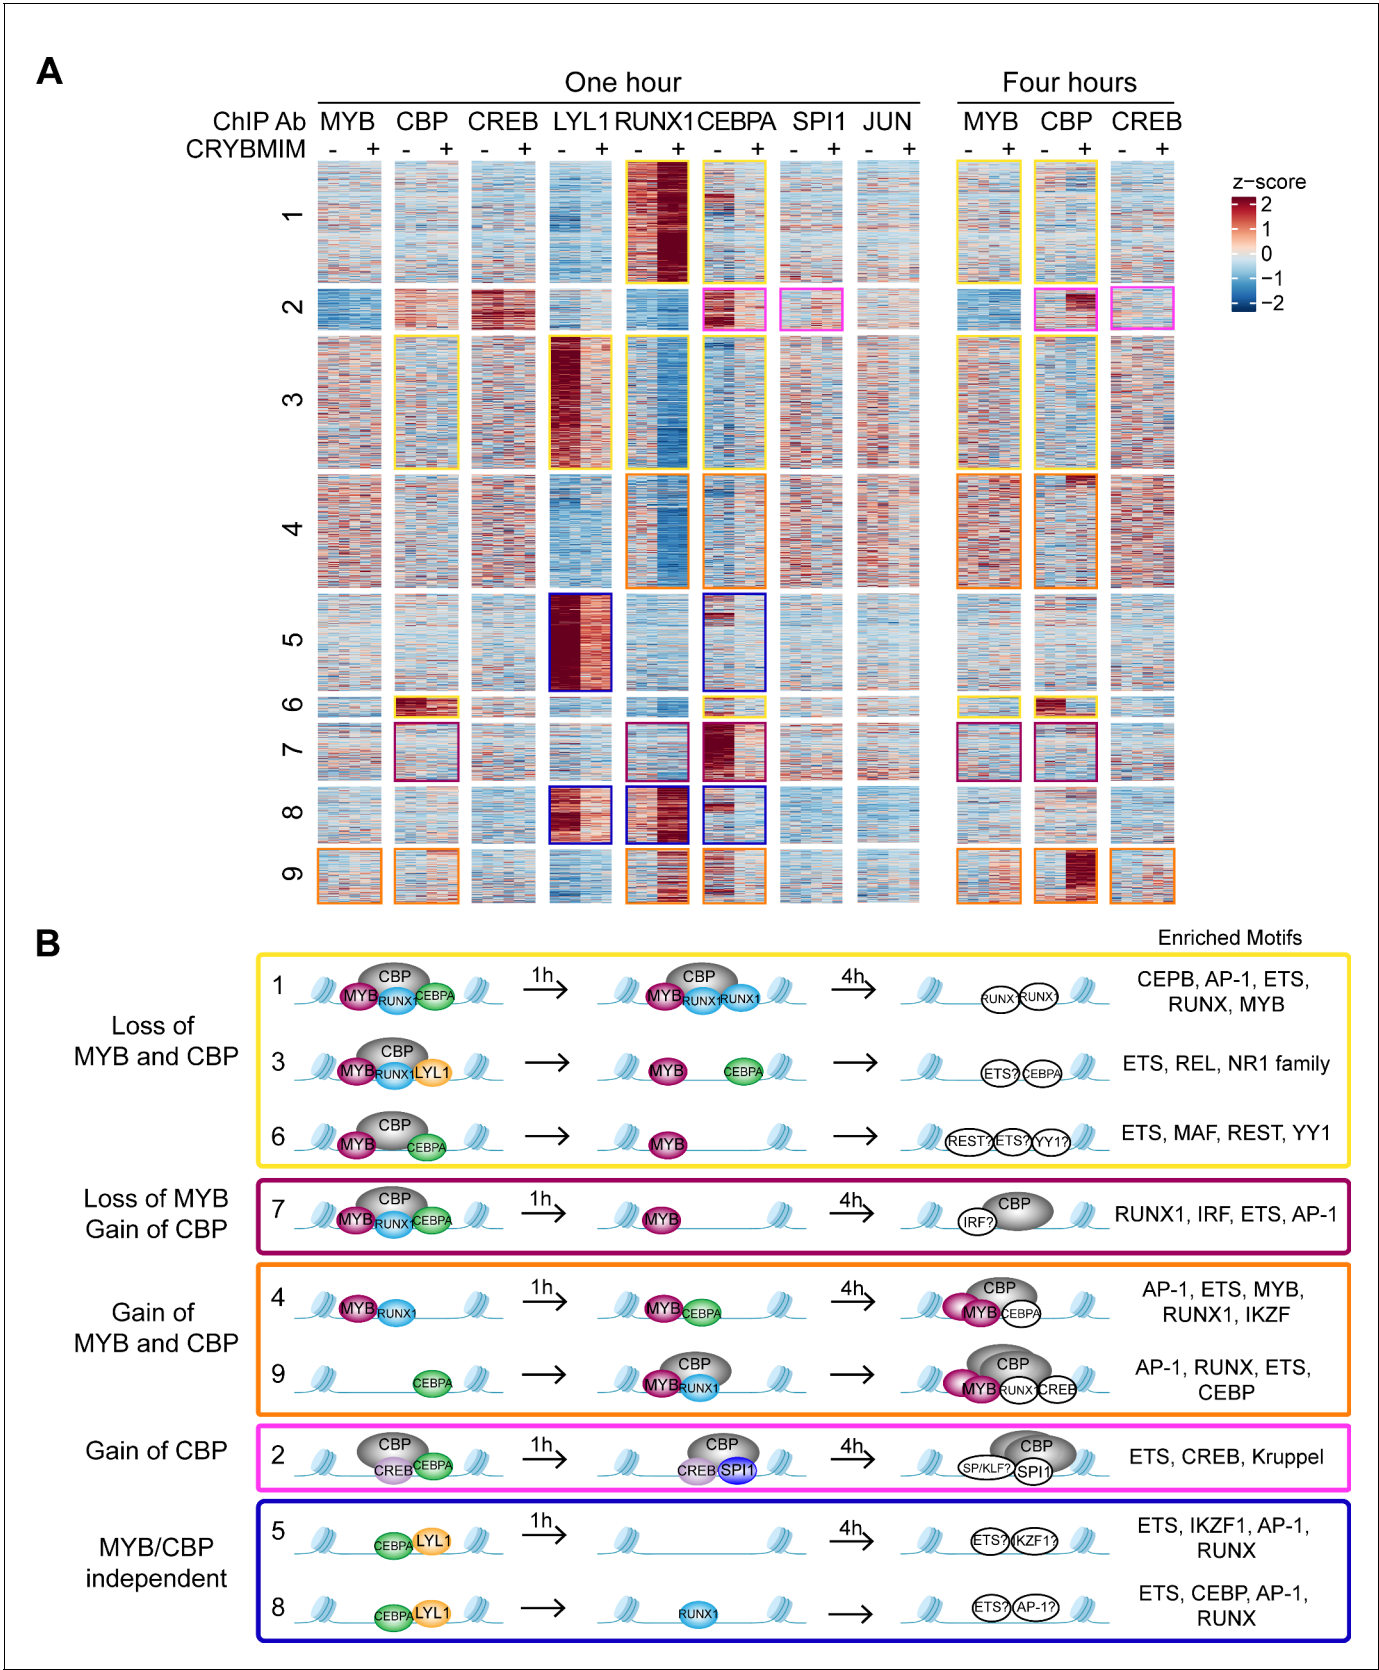 A
One hour
Four hours
ChIP Ab MYB CBP CREB LYL1 RUNX1 CEBPA SPI1 JUN MYB CBP CREB
CRYBMIM - + - + - + - + - + - + - + - + - + - + - +
z-score
2
1
0
-1
-2
1
2
3
4
5
6
7
8
9
B
Enriched Motifs
Loss of
MYB and CBP
1
CBP
MYB RUNX1 CEBPA
1h
CBP
MYB RUNX1 RUNX1
4h
RUNX1 RUNX1
CEPB, AP-1, ETS,
RUNX, MYB
3
CBP
MYB RUNX1 LYL1
MYB CEBPA
ETS? CEBPA
ETS, REL, NR1 family
6
CBP
MYB CEBPA
MYB
REST? ETS? YY1?
ETS, MAF, REST, YY1
Loss of MYB
Gain of CBP
7
CBP
MYB RUNX1 CEBPA
1h
MYB
4h
CBP
IRF?
RUNX1, IRF, ETS, AP-1
Gain of
MYB and CBP
4
MYB RUNX1
1h
MYB CEBPA
4h
CBP
MYB CEBPA
AP-1, ETS, MYB,
RUNX1, IKZF
9
CEBPA
CBP
MYB RUNX1
CBP
MYB RUNX1 CREB
AP-1, RUNX, ETS,
CEBP
Gain of CBP
2
CBP
CREB CEBPA
1h
CBP
CREB SPI1
4h
CBP
SP/KLF? SPI1
ETS, CREB, Kruppel
MYB/CBP
independent
5
CEBPA LYL1
1h
4h
ETS? IKZF1?
ETS, IKZF1, AP-1,
RUNX
8
CEBPA LYL1
RUNX1
ETS? AP-1?
ETS, CEBP, AP-1,
RUNX